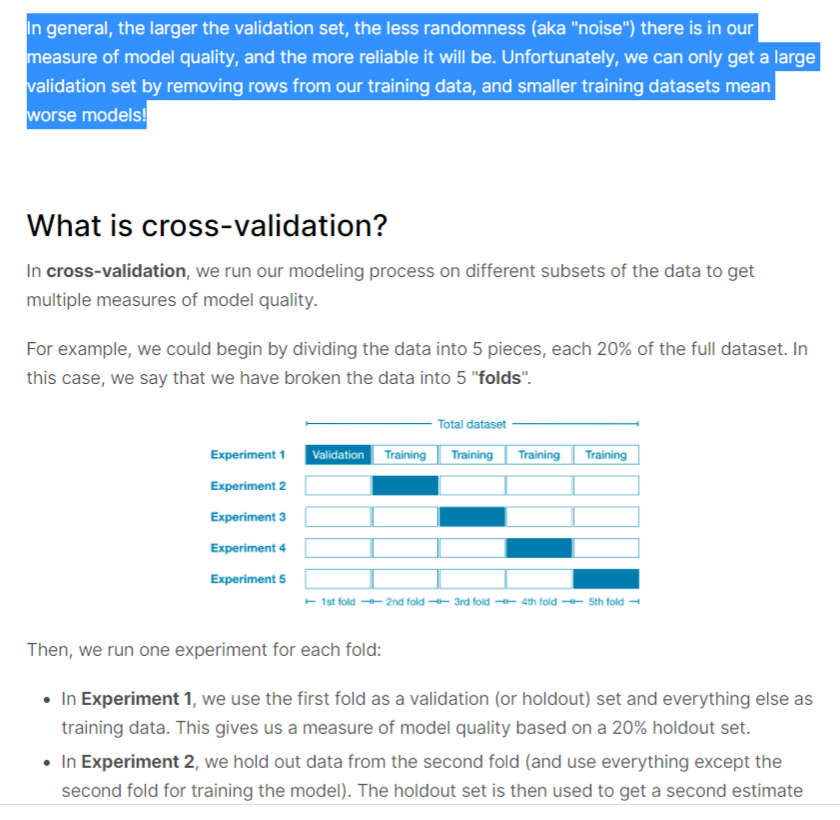 In general, the larger the validation set, the less randomness (aka "noise") there is in our
measure of model quality, and the more reliable it will be. Unfortunately, we can only get a large
validation set by removing rows from our training data, and smaller training datasets mean
worse models!
What is cross-validation?
In cross-validation, we run our modeling process on different subsets of the data to get
multiple measures of model quality.
For example, we could begin by dividing the data into 5 pieces, each 20% of the full dataset. In
this case, we say that we have broken the data into 5 "folds".
Total dataset
Experiment 1 Validation Training Training Training Training
Experiment 2
Experiment 3
Experiment 4
Experiment 5
1st fold 2nd fold 3rd fold 4th fold 5th fold
Then, we run one experiment for each fold:
• In Experiment 1, we use the first fold as a validation (or holdout) set and everything else as
training data. This gives us a measure of model quality based on a 20% holdout set.
• In Experiment 2, we hold out data from the second fold (and use everything except the
second fold for training the model). The holdout set is then used to get a second estimate